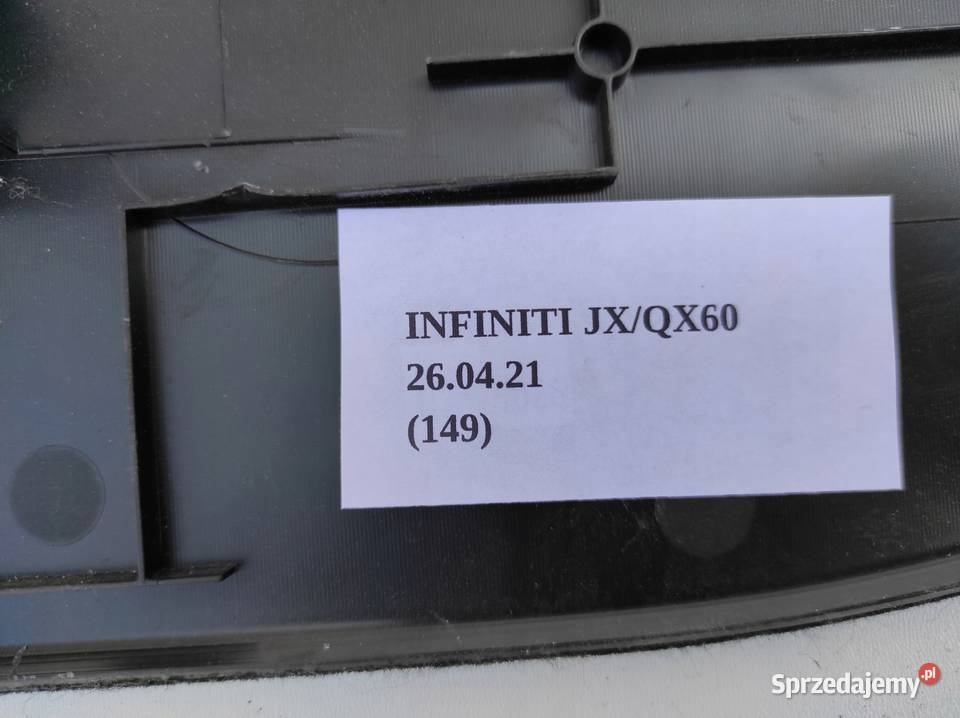 INFINITI JX/QX60
26.04.21
(149)
Sprzedajemy.pl